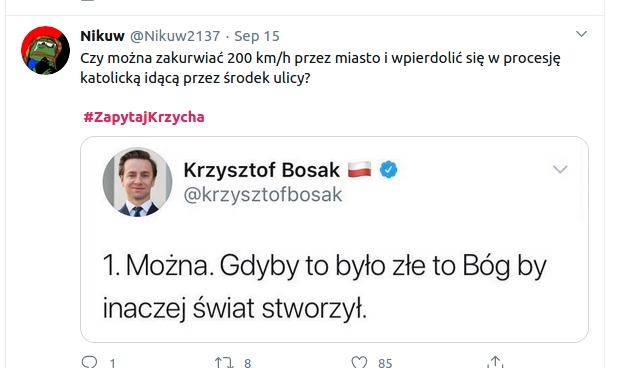 Nikuw @Nikuw2137 · Sep 15
Czy można zakurwiać 200 km/h przez miasto i wpierdolić się w procesję
katolicką idącą przez środek ulicy?
#ZapytajKrzycha
Krzysztof Bosak 🇵🇱
@krzysztofbosak
1. Można. Gdyby to było złe to Bóg by
inaczej świat stworzył.
1 8 85